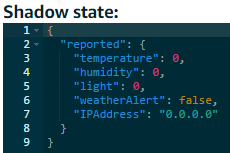 Shadow state:
1 {
2 "reported": {
3 "temperature": 0,
4 "humidity": 0,
5 "light": 0,
6 "weatherAlert": false,
7 "IPAddress": "0.0.0.0"
8 }
9 }